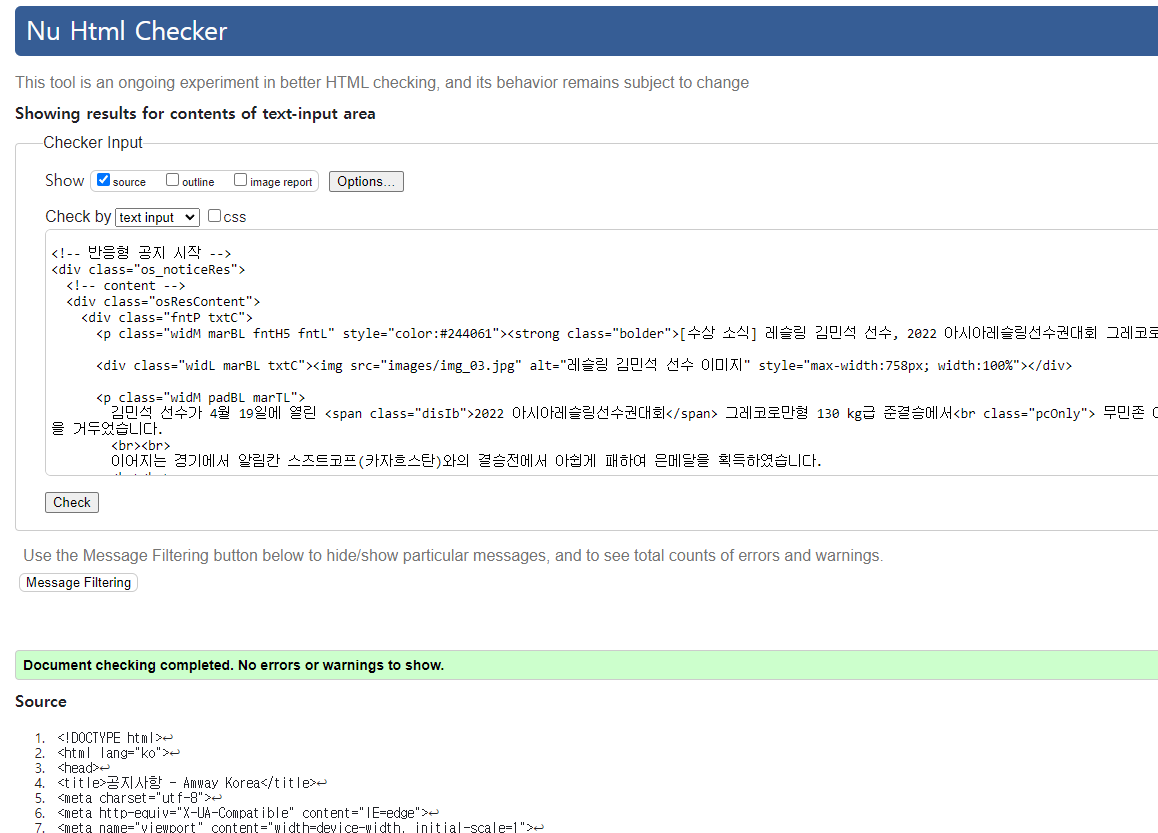 Nu Html Checker
This tool is an ongoing experiment in better HTML checking, and its behavior remains subject to change
Showing results for contents of text-input area
Checker Input
Show source outline image report Options...
Check by text input css
<!-- 반응형 공지 시작 -->
<div class="os_noticeRes">
<!-- content -->
<div class="osResContent">
<div class="fntP txtC">
<p class="widM marBL fntH5 fntL" style="color:#244061"><strong class="bolder">[수상 소식] 레슬링 김민석 선수, 2022 아시아레슬링선수권대회 그레코로
<div class="widL marBL txtC"><img src="images/img_03.jpg" alt="레슬링 김민석 선수 이미지" style="max-width:758px; width:100%"></div>
<p class="widM padBL marTL">
김민석 선수가 4월 19일에 열린 <span class="disIb">2022 아시아레슬링선수권대회</span> 그레코로만형 130 kg급 준결승에서<br class="pcOnly"> 무민존
을 거두었습니다.
<br><br>
이어지는 경기에서 알림칸 스즈트코프(카자흐스탄)와의 결승전에서 아쉽게 패하여 은메달을 획득하였습니다.
Check
Use the Message Filtering button below to hide/show particular messages, and to see total counts of errors and warnings.
Message Filtering
Document checking completed. No errors or warnings to show.
Source
1. <!DOCTYPE html>↩
2. <html lang="ko">↩
3. <head>↩
4. <title>공지사항 - Amway Korea</title>↩
5. <meta charset="utf-8">↩
6. <meta http-equiv="X-UA-Compatible" content="IE=edge">↩
7. <meta name="viewport" content="width=device-width, initial-scale=1">↩